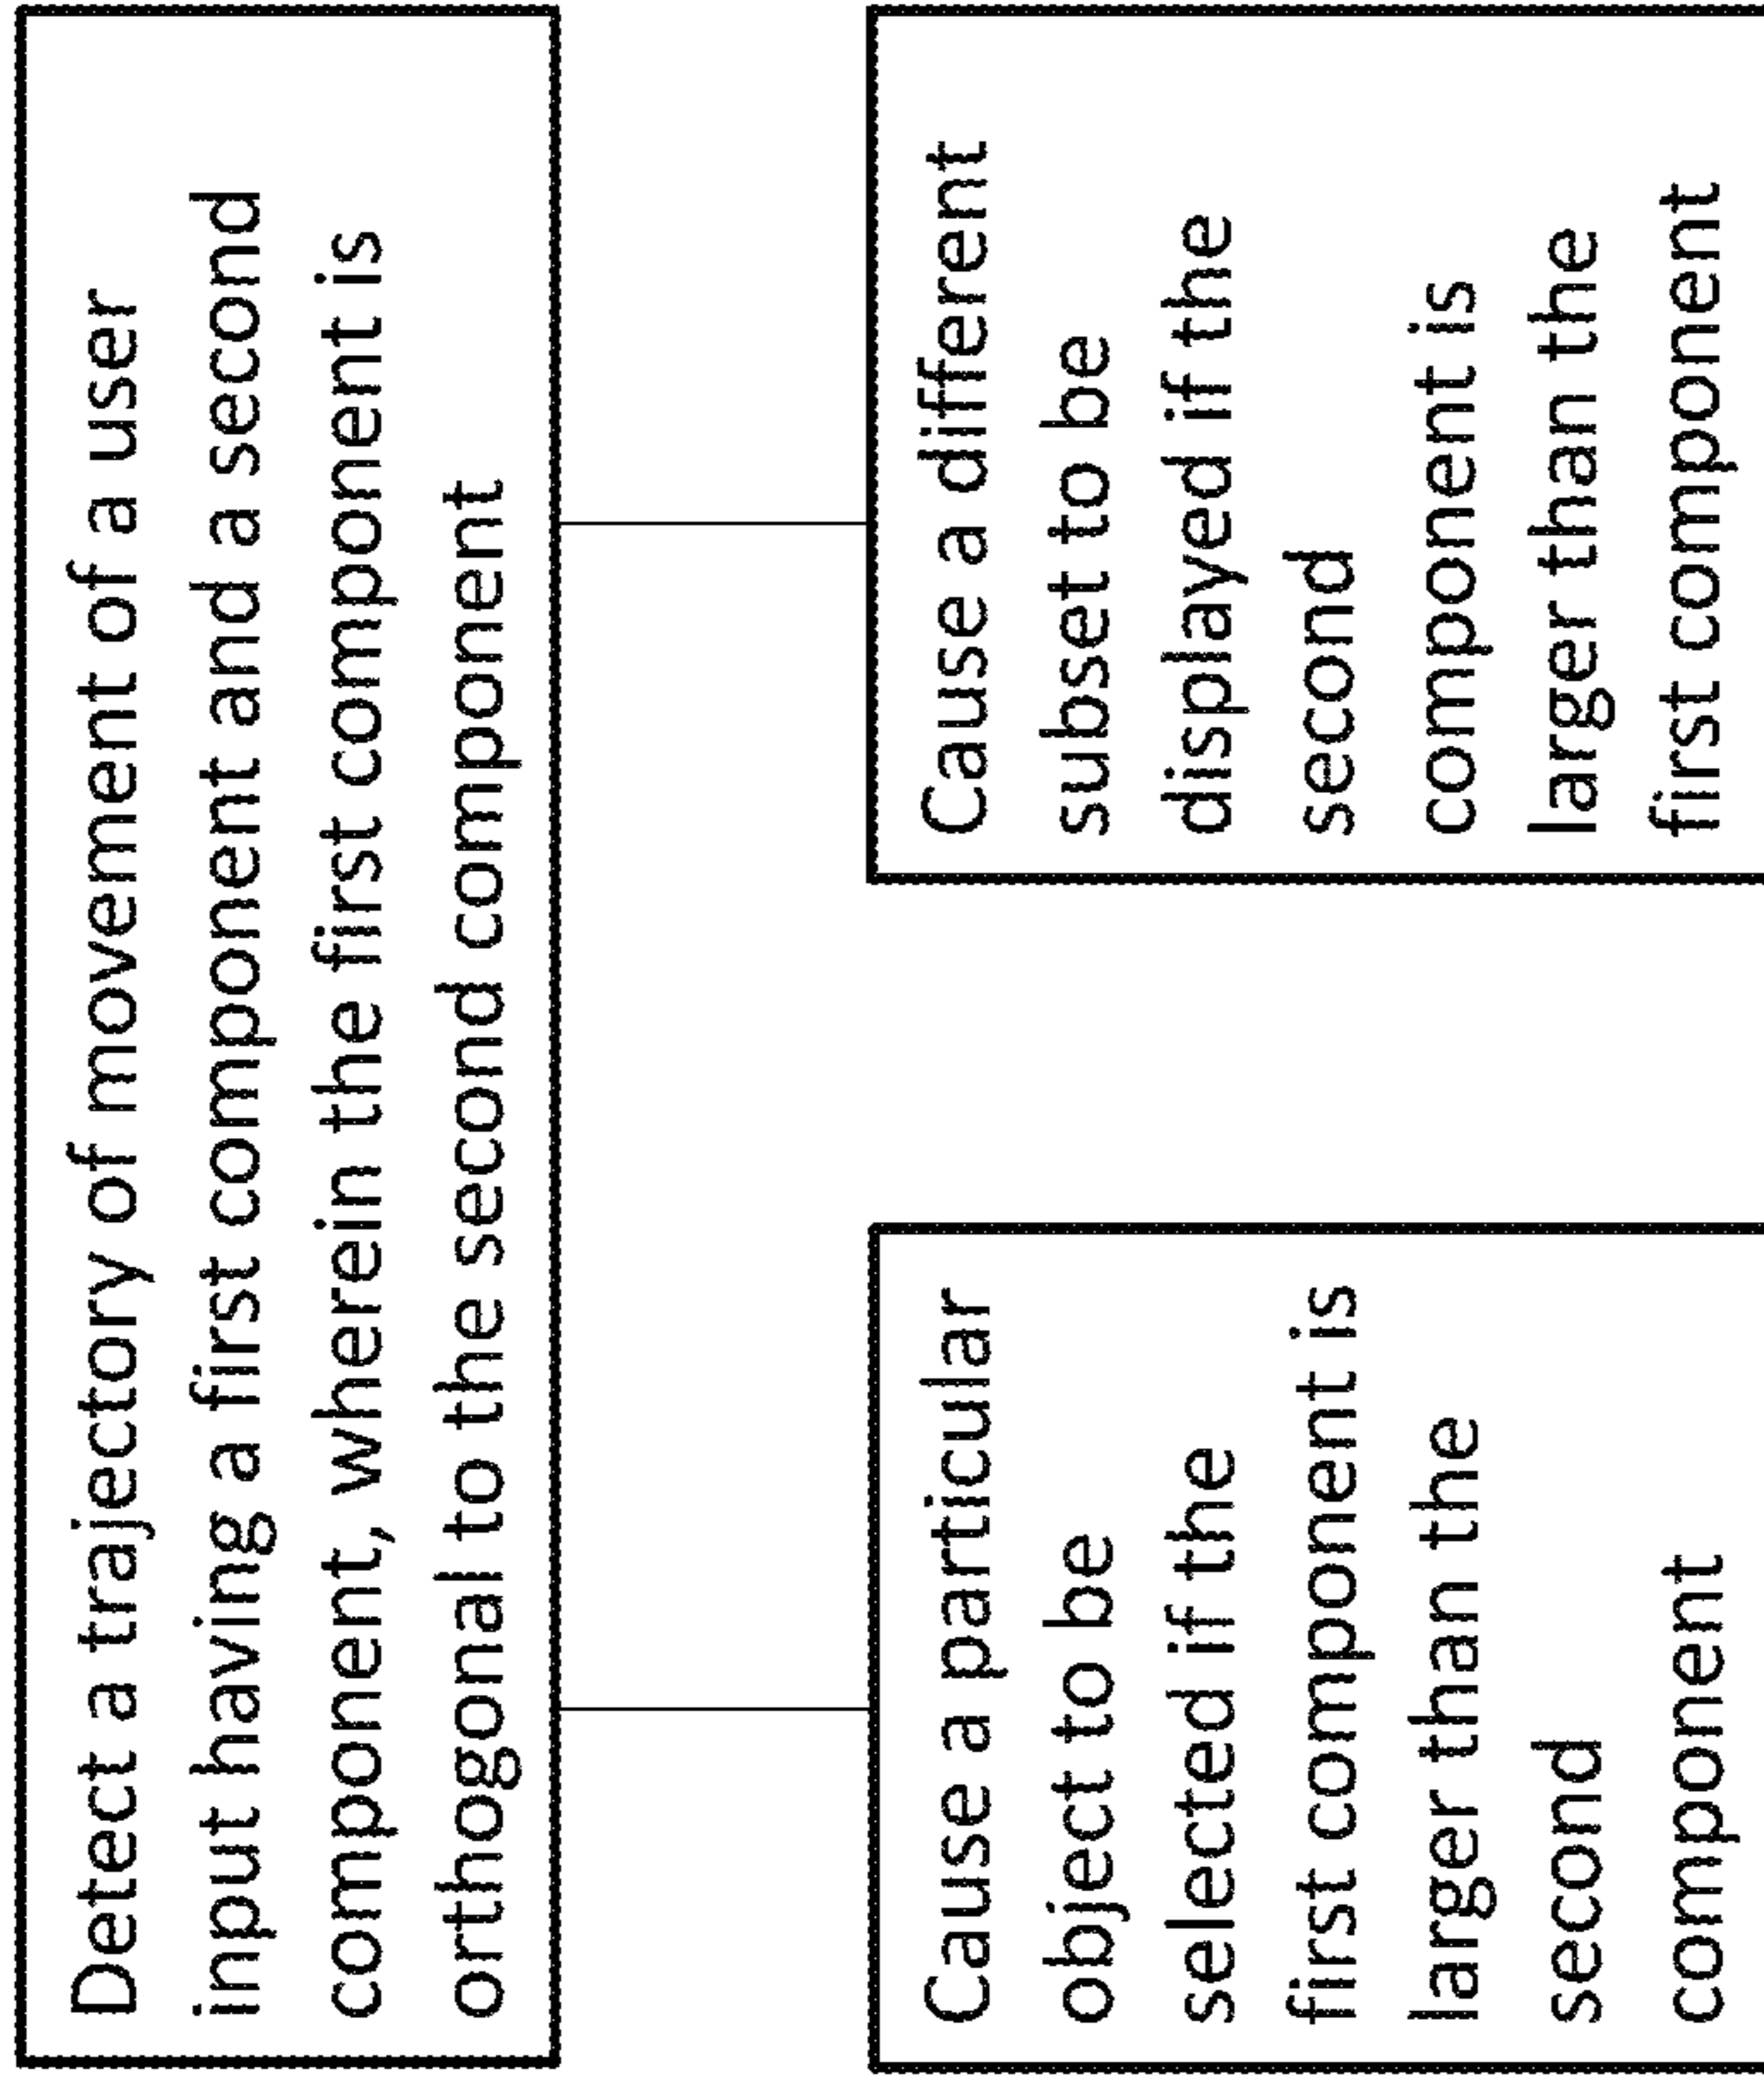 Detect a trajectory of movement of a user
input having a first component and a second
component, wherein the first component is
orthogonal to the second component
Cause a particular
object to be
selected if the
first component is
larger than the
second
component
Cause a different
subset to be
displayed if the
second
component is
larger than the
first component